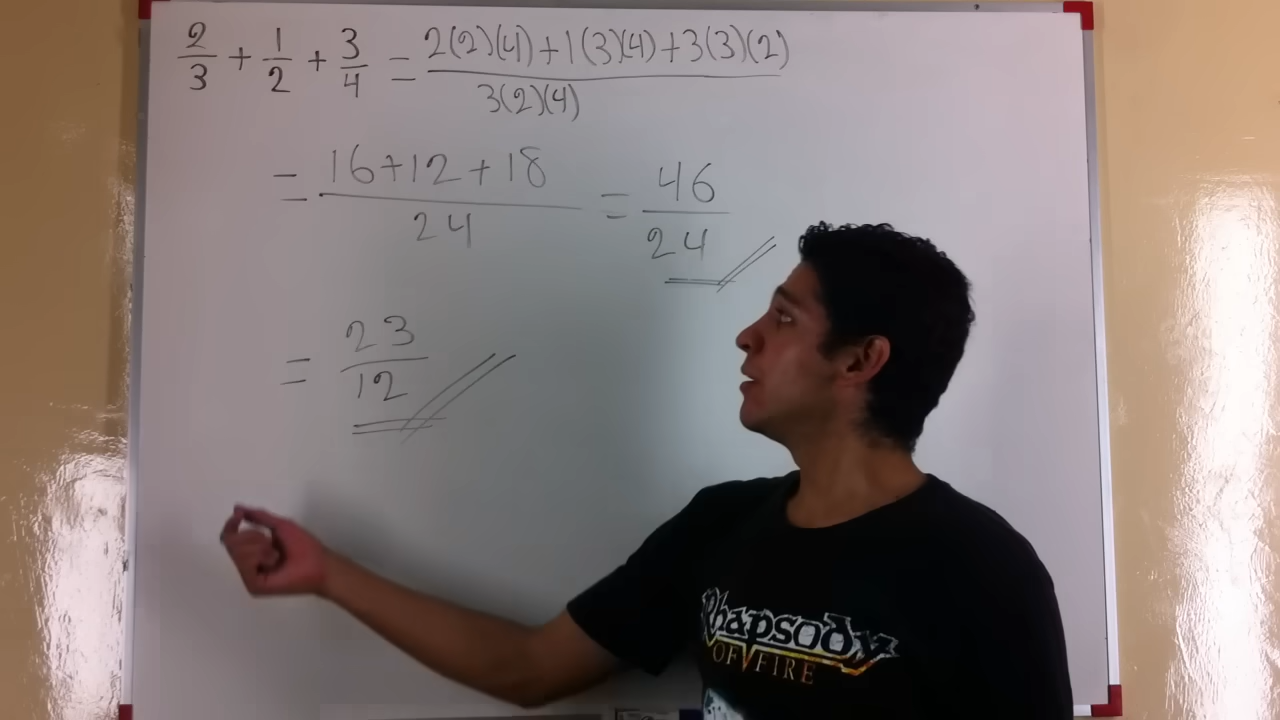 2/3 + 1/2 + 3/4 = 2(2)(4)+1(3)(4)+3(3)(2)/3(2)(4)
= 16+12+18/24 = 46/24
= 23/12
Rhapsody
OF FIRE